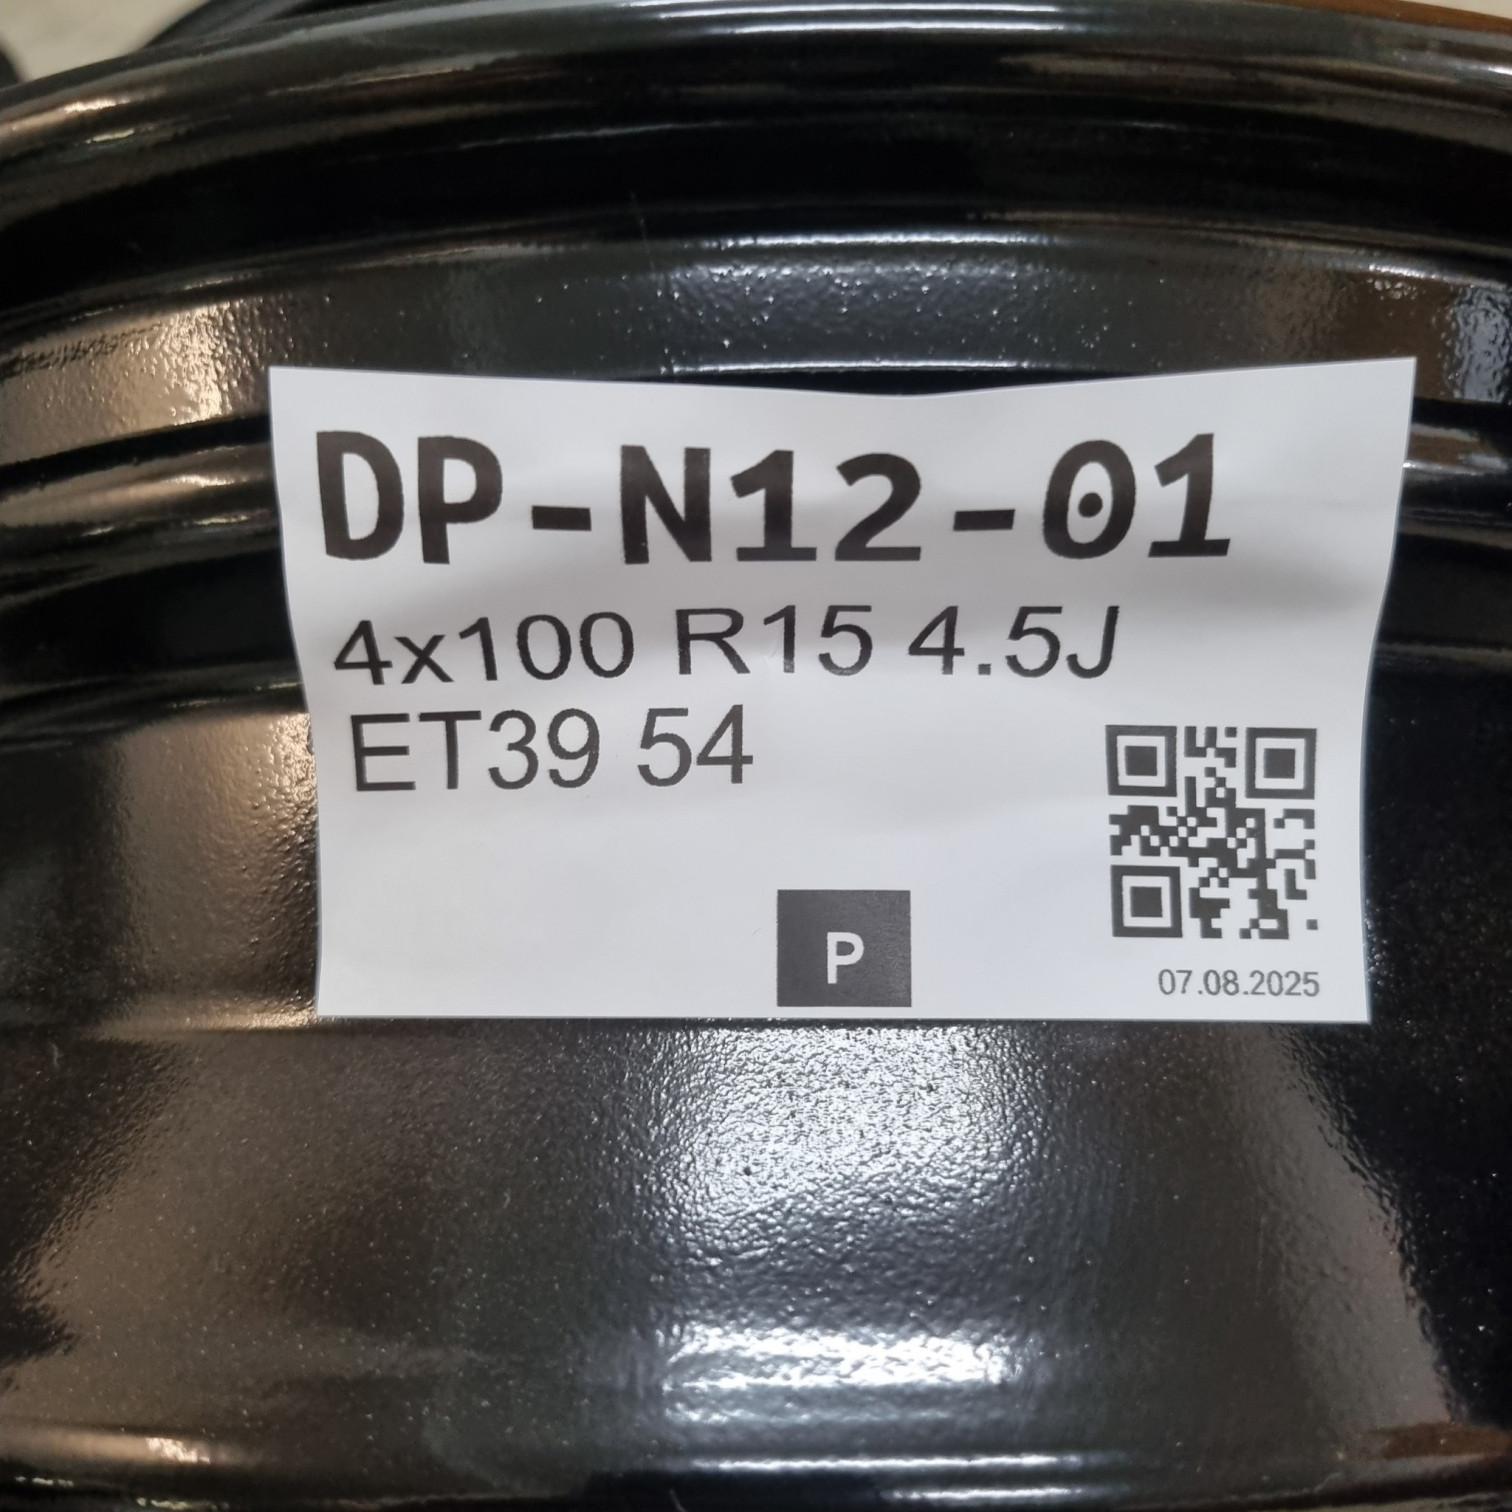 DP-N12-01
4x100 R15 4.5J
ET39 54
P
07.08.2025